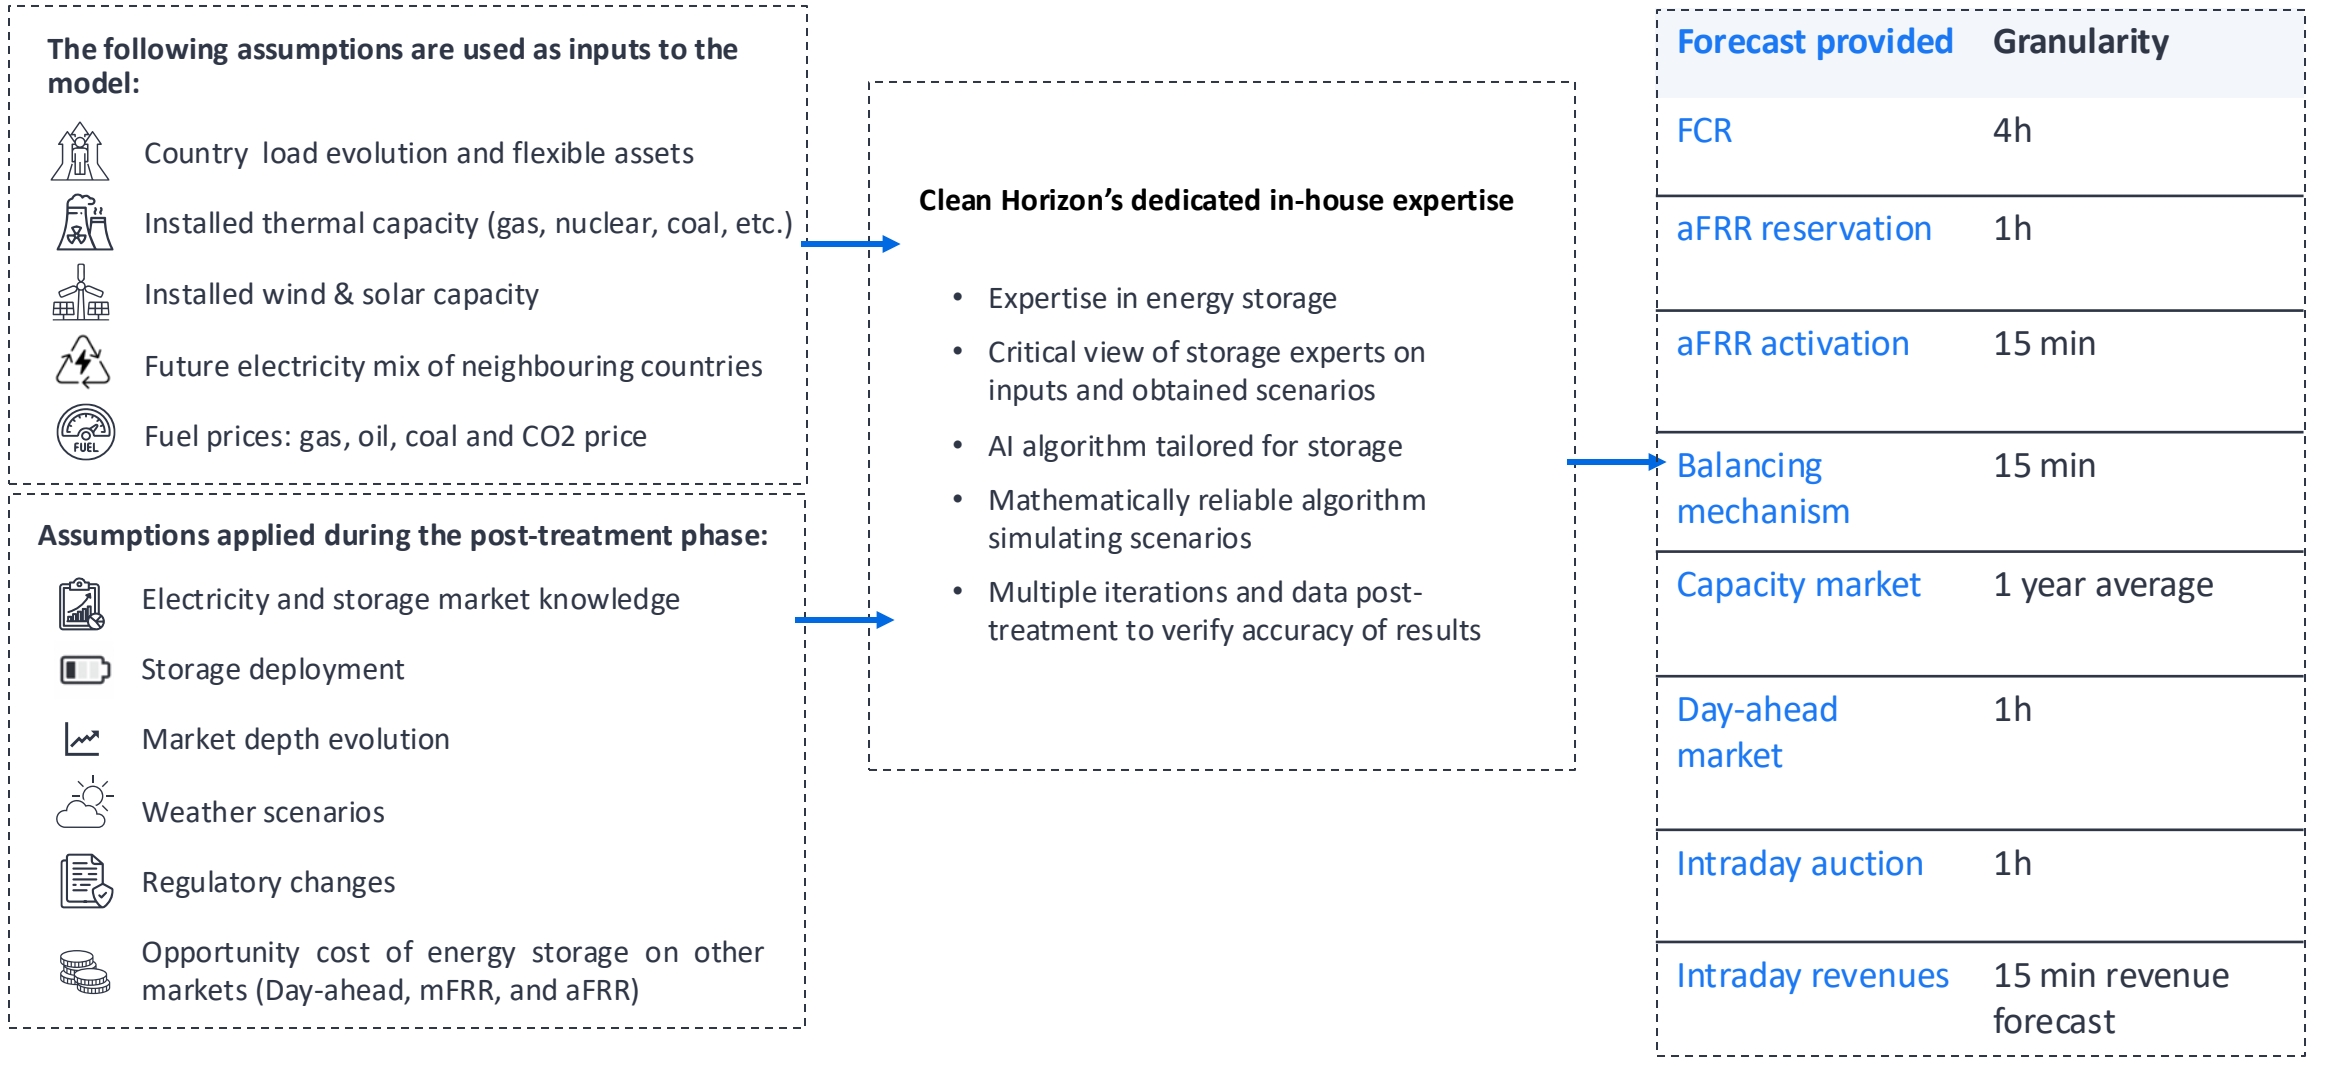 The following assumptions are used as inputs to the
model:
Country load evolution and flexible assets
Installed thermal capacity (gas, nuclear, coal, etc.)
Installed wind & solar capacity
Future electricity mix of neighbouring countries
FUEL
Fuel prices: gas, oil, coal and CO2 price
Assumptions applied during the post-treatment phase:
Electricity and storage market knowledge
Storage deployment
Market depth evolution
Weather scenarios
Regulatory changes
Opportunity cost of energy storage on other
markets (Day-ahead, mFRR, and aFRR)
Clean Horizon’s dedicated in-house expertise
• Expertise in energy storage
• Critical view of storage experts on
inputs and obtained scenarios
• AI algorithm tailored for storage
• Mathematically reliable algorithm
simulating scenarios
• Multiple iterations and data post-
treatment to verify accuracy of results
Forecast provided Granularity
FCR 4h
aFRR reservation 1h
aFRR activation 15 min
Balancing 15 min
mechanism
Capacity market 1 year average
Day-ahead 1h
market
Intraday auction 1h
Intraday revenues 15 min revenue
forecast